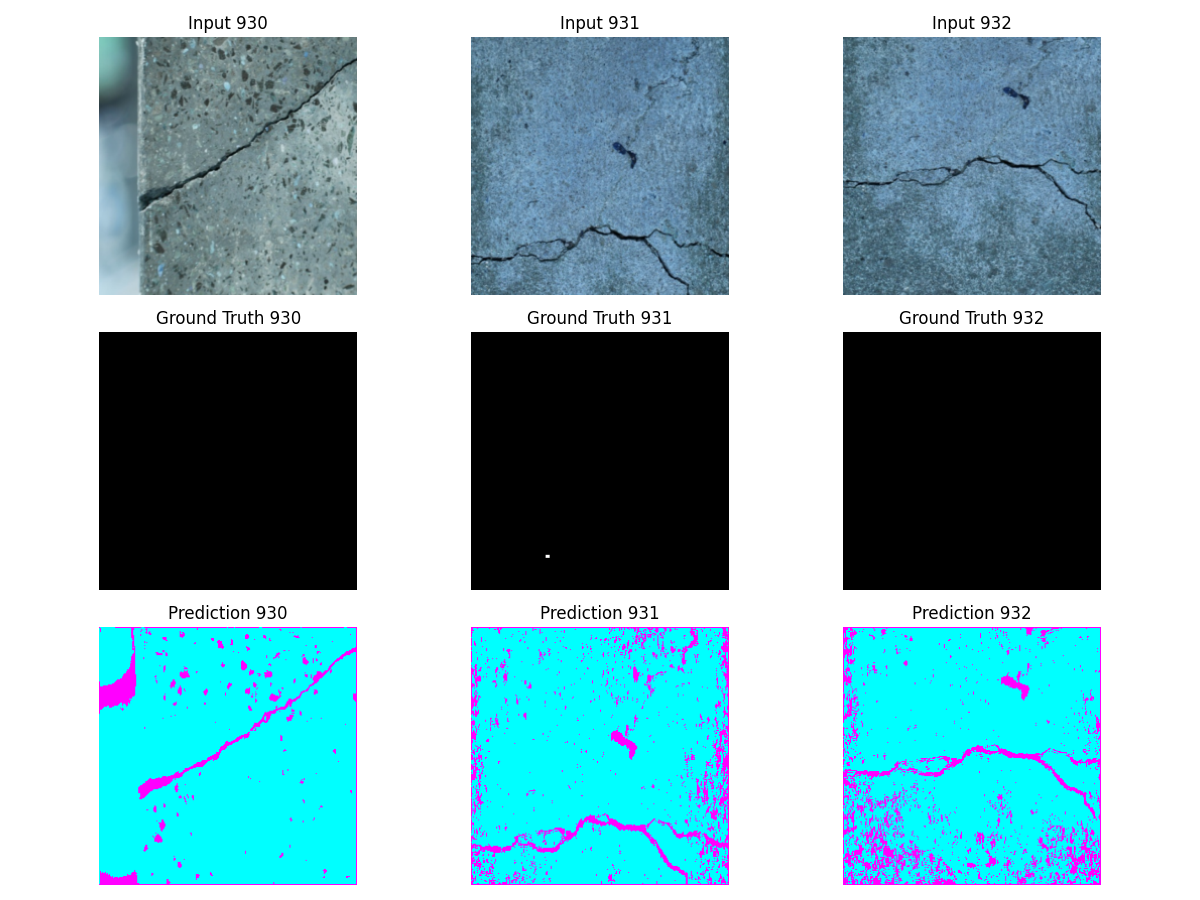 Input 930
Input 931
Input 932
Ground Truth 930
Ground Truth 931
Ground Truth 932
Prediction 930
Prediction 931
Prediction 932